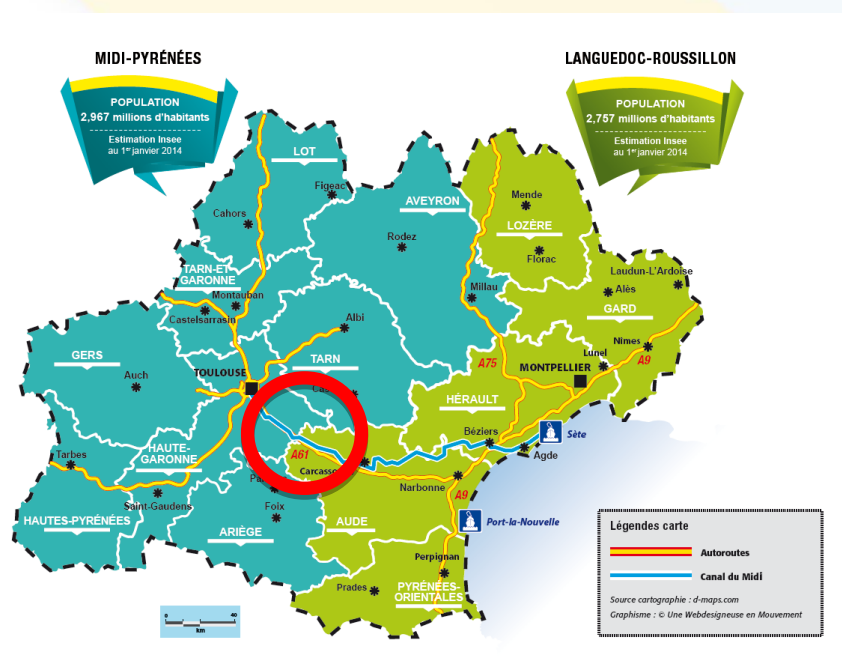 MIDI-PYRÉNÉES
POPULATION
2,967 millions d'habitants
Estimation Insee
au 1er janvier 2014
LANGUEDOC-ROUSSILLON
POPULATION
2,757 millions d'habitants
Estimation Insee
au 1er janvier 2014
LOT
Figeac
Cahors
AVEYRON
Rodez
Mende
LOZÈRE
Florac
TARN-ET-
GARONNE
Montauban
Castelsarrasin
Millau
Laudun-L'Ardoise
Alès
GARD
Albi
GERS
Auch
TOULOUSE
TARN
A75
MONTPELLIER
Lunel
Nîmes
A9
HÉRAULT
Béziers
Sète
Agde
HAUTE-
GARONNE
Tarbes
A61
Narbonne
A9
Saint-Gaudens
Foix
HAUTES-PYRÉNÉES
ARIÈGE
AUDE
Port-la-Nouvelle
Perpignan
Prades
PYRÉNÉES-
ORIENTALES
Légendes carte
Autoroutes
Canal du Midi
Source cartographie : d-maps.com
Graphisme : © Une Webdesigneuse en Mouvement
0 40
km